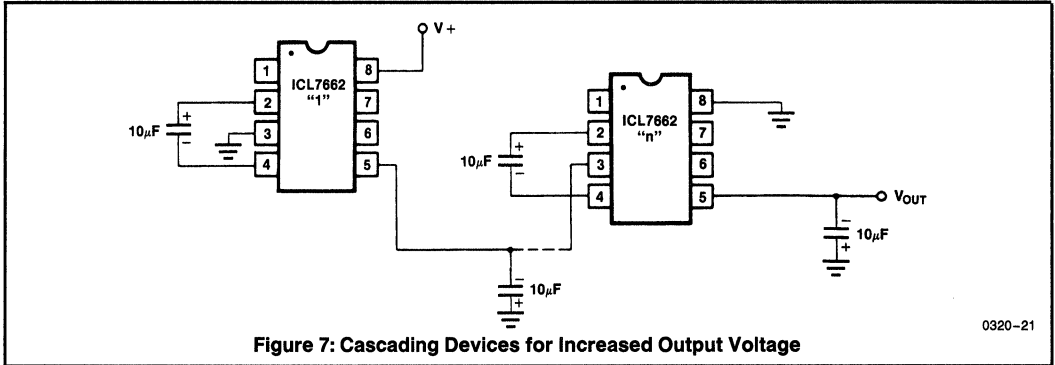 V+
1
2
3
4
8
7
6
5
ICL7662
“1”
10μF
+
−
1
2
3
4
8
7
6
5
ICL7662
“n”
10μF
+
−
−
10μF
+
VOUT
−
10μF
+
0320–21
Figure 7: Cascading Devices for Increased Output Voltage